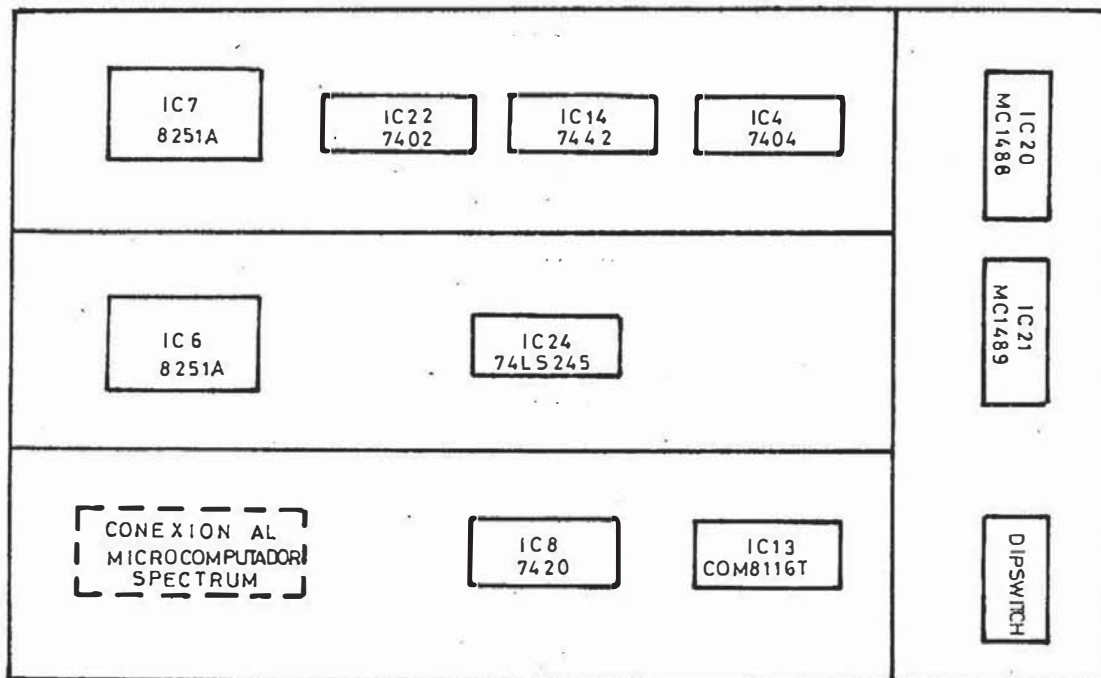 IC7
8251A
IC22
7402
IC14
7442
IC4
7404
IC20
MC1488
IC6
8251A
IC24
74LS245
IC21
MC1489
CONEXION AL
MICROCOMPUTADOR
SPECTRUM
IC8
7420
IC13
COM8116T
DIPSWITCH